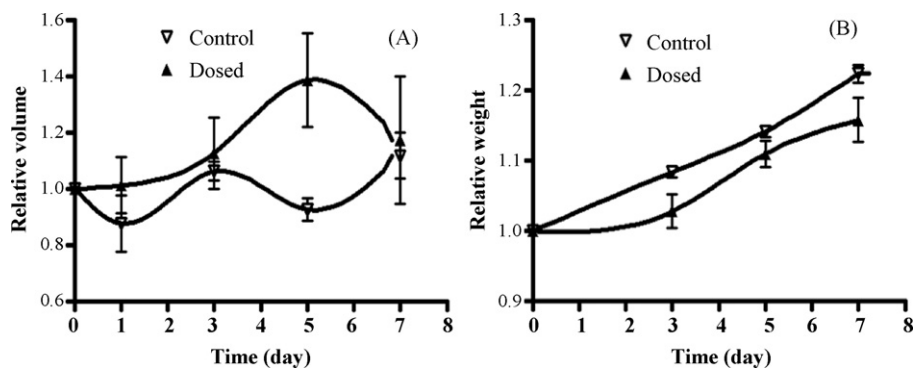 (A)
Control
Dosed
Relative volume
1.6
1.4
1.2
1.0
0.8
0.6
0 1 2 3 4 5 6 7 8
Time (day)
(B)
Control
Dosed
Relative weight
1.3
1.2
1.1
1.0
0.9
0 1 2 3 4 5 6 7 8
Time (day)